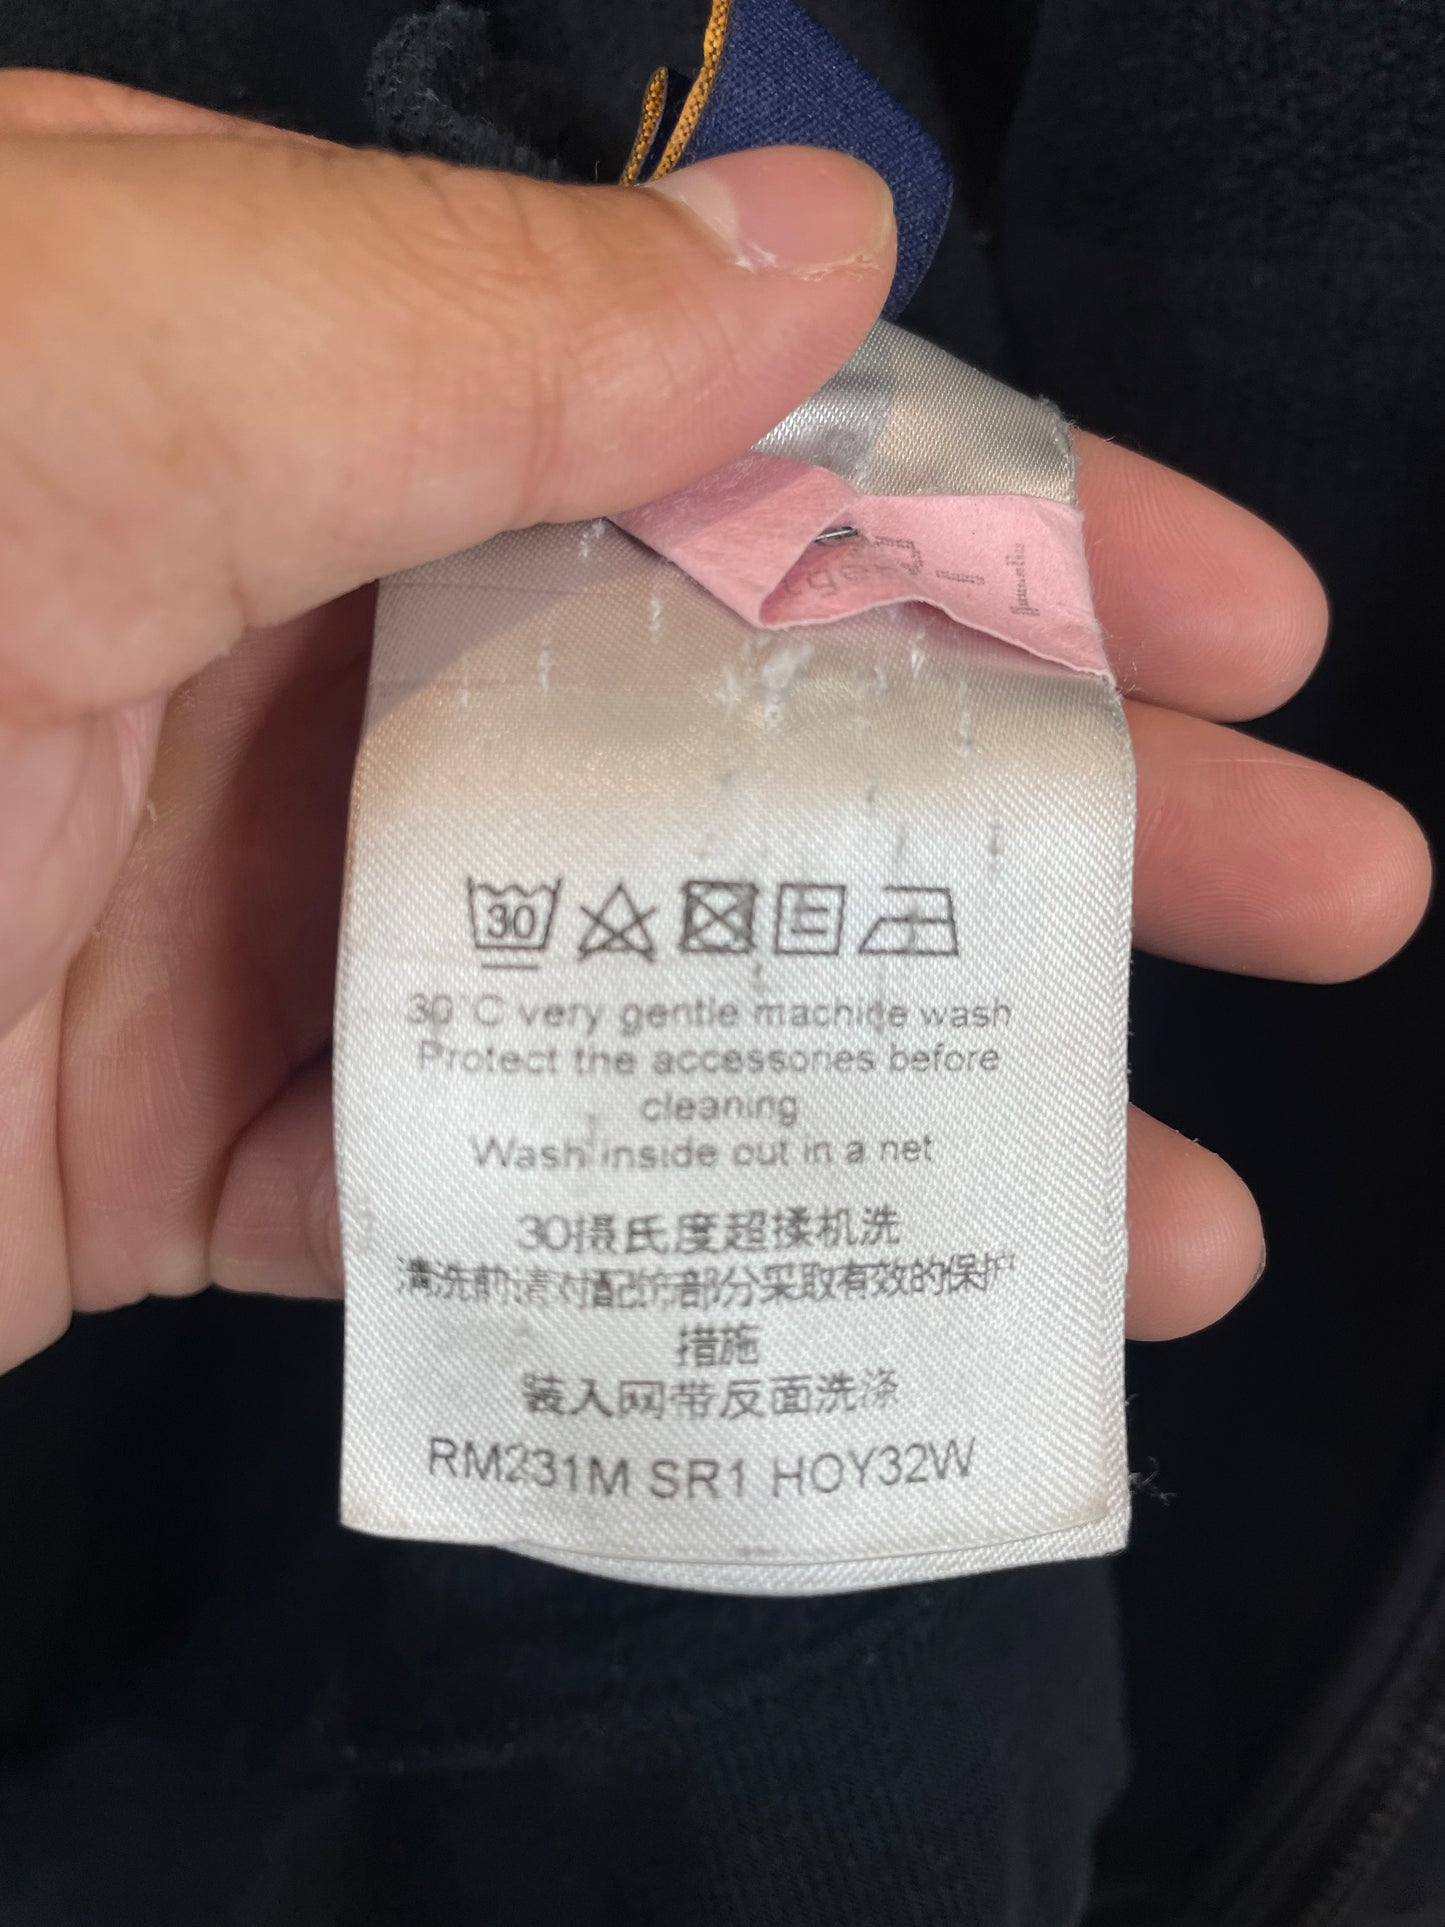 30
30°C very gentle machine wash
Protect the accessories before
cleaning
Wash inside out in a net
30摄氏度超揉机洗
清洗前请对配饰部分采取有效的保护
措施
装入网带反面洗涤
RM231M SR1 HOY32W